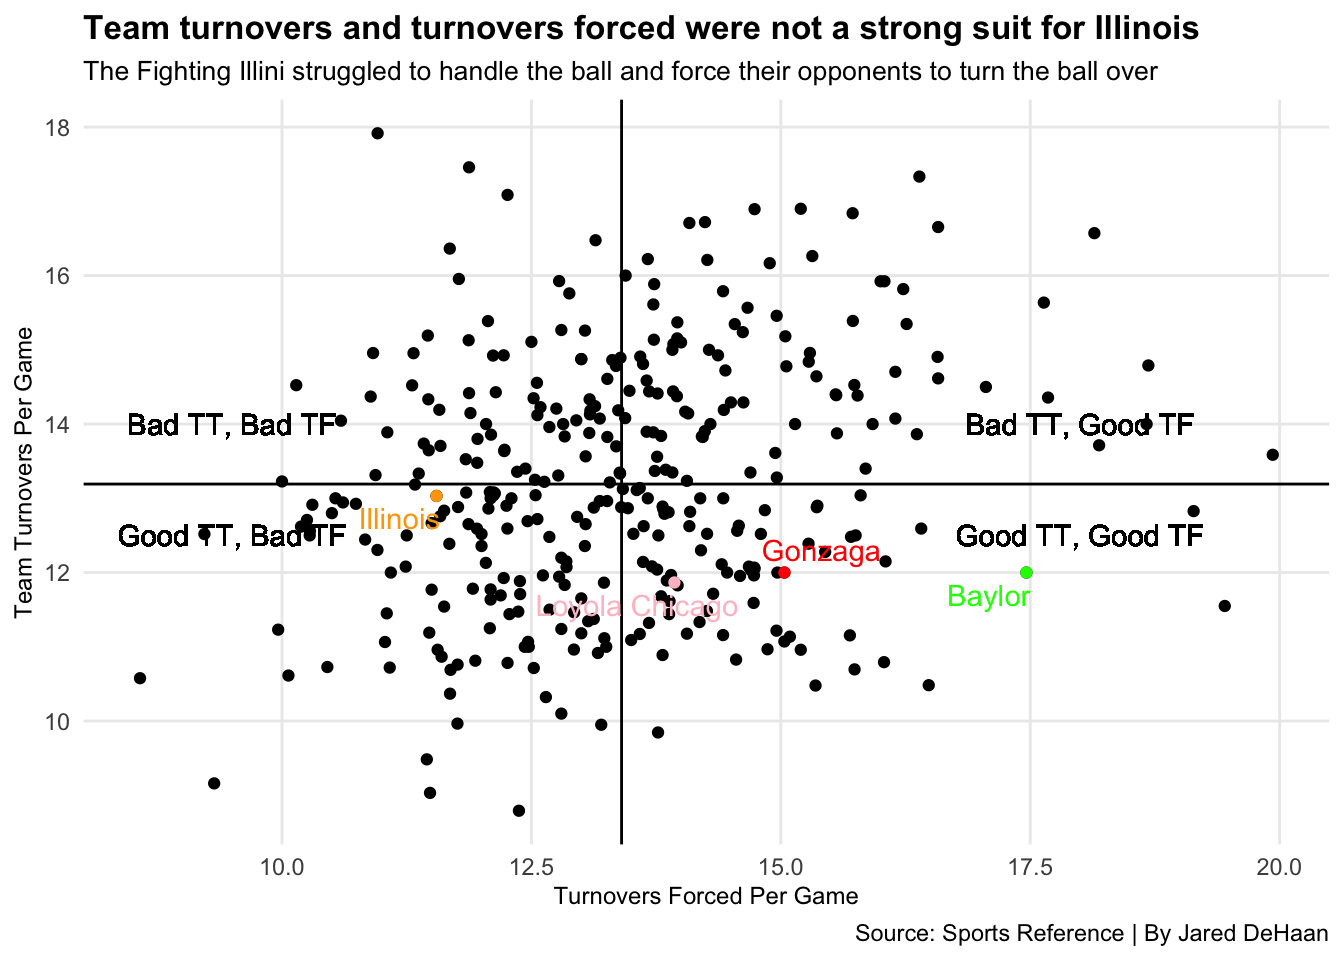 Team turnovers and turnovers forced were not a strong suit for Illinois
The Fighting Illini struggled to handle the ball and force their opponents to turn the ball over
18
16
14
12
10
Team Turnovers Per Game
Bad TT, Bad TF
Bad TT, Good TF
Illinois
Good TT, Bad TF
Good TT, Good TF
Gonzaga
Baylor
Loyola Chicago
10.0
12.5
15.0
17.5
20.0
Turnovers Forced Per Game
Source: Sports Reference | By Jared DeHaan